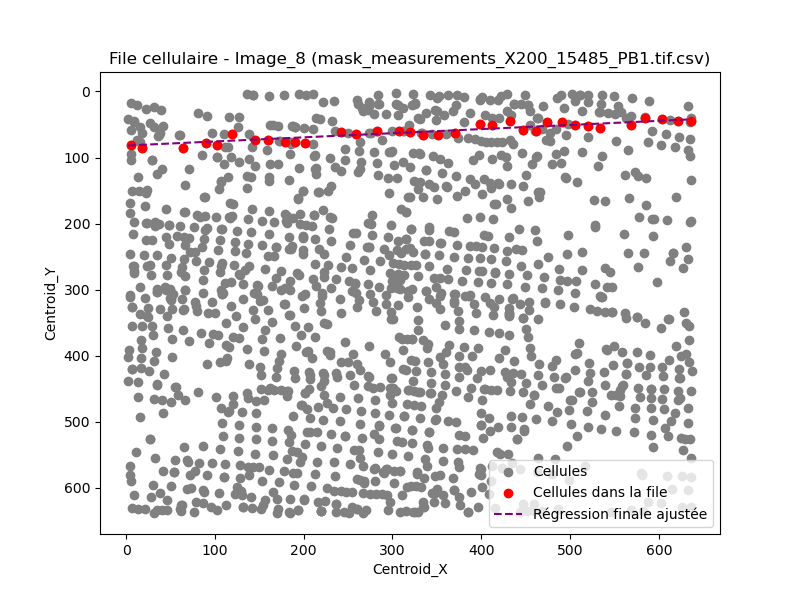 File cellulaire - Image_8 (mask_measurements_X200_15485_PB1.tif.csv)
0
100
200
300
400
500
600
Centroid_Y
Cellules
Cellules dans la file
Régression finale ajustée
0 100 200 300 400 500 600
Centroid_X